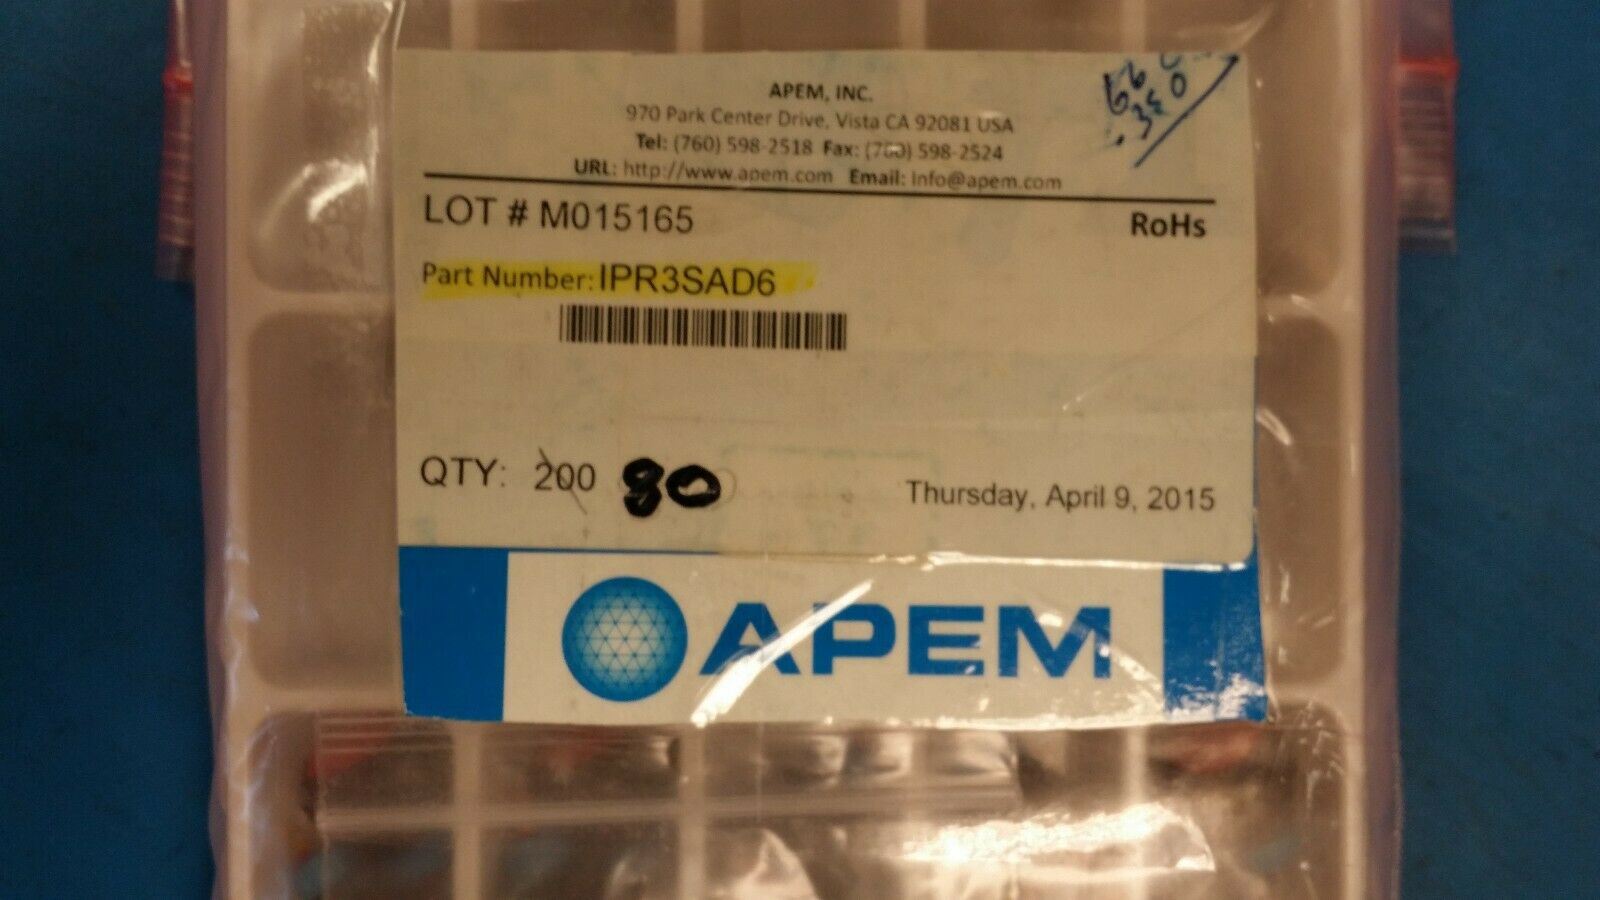 APEM, INC.
970 Park Center Drive, Vista CA 92081 USA
Tel: (760) 598-2518 Fax: (760) 598-2524
URL: http://www.apem.com Email: Info@apem.com
LOT # M015165
RoHs
Part Number: IPR3SAD6
QTY: 200 80
Thursday, April 9, 2015
APEM